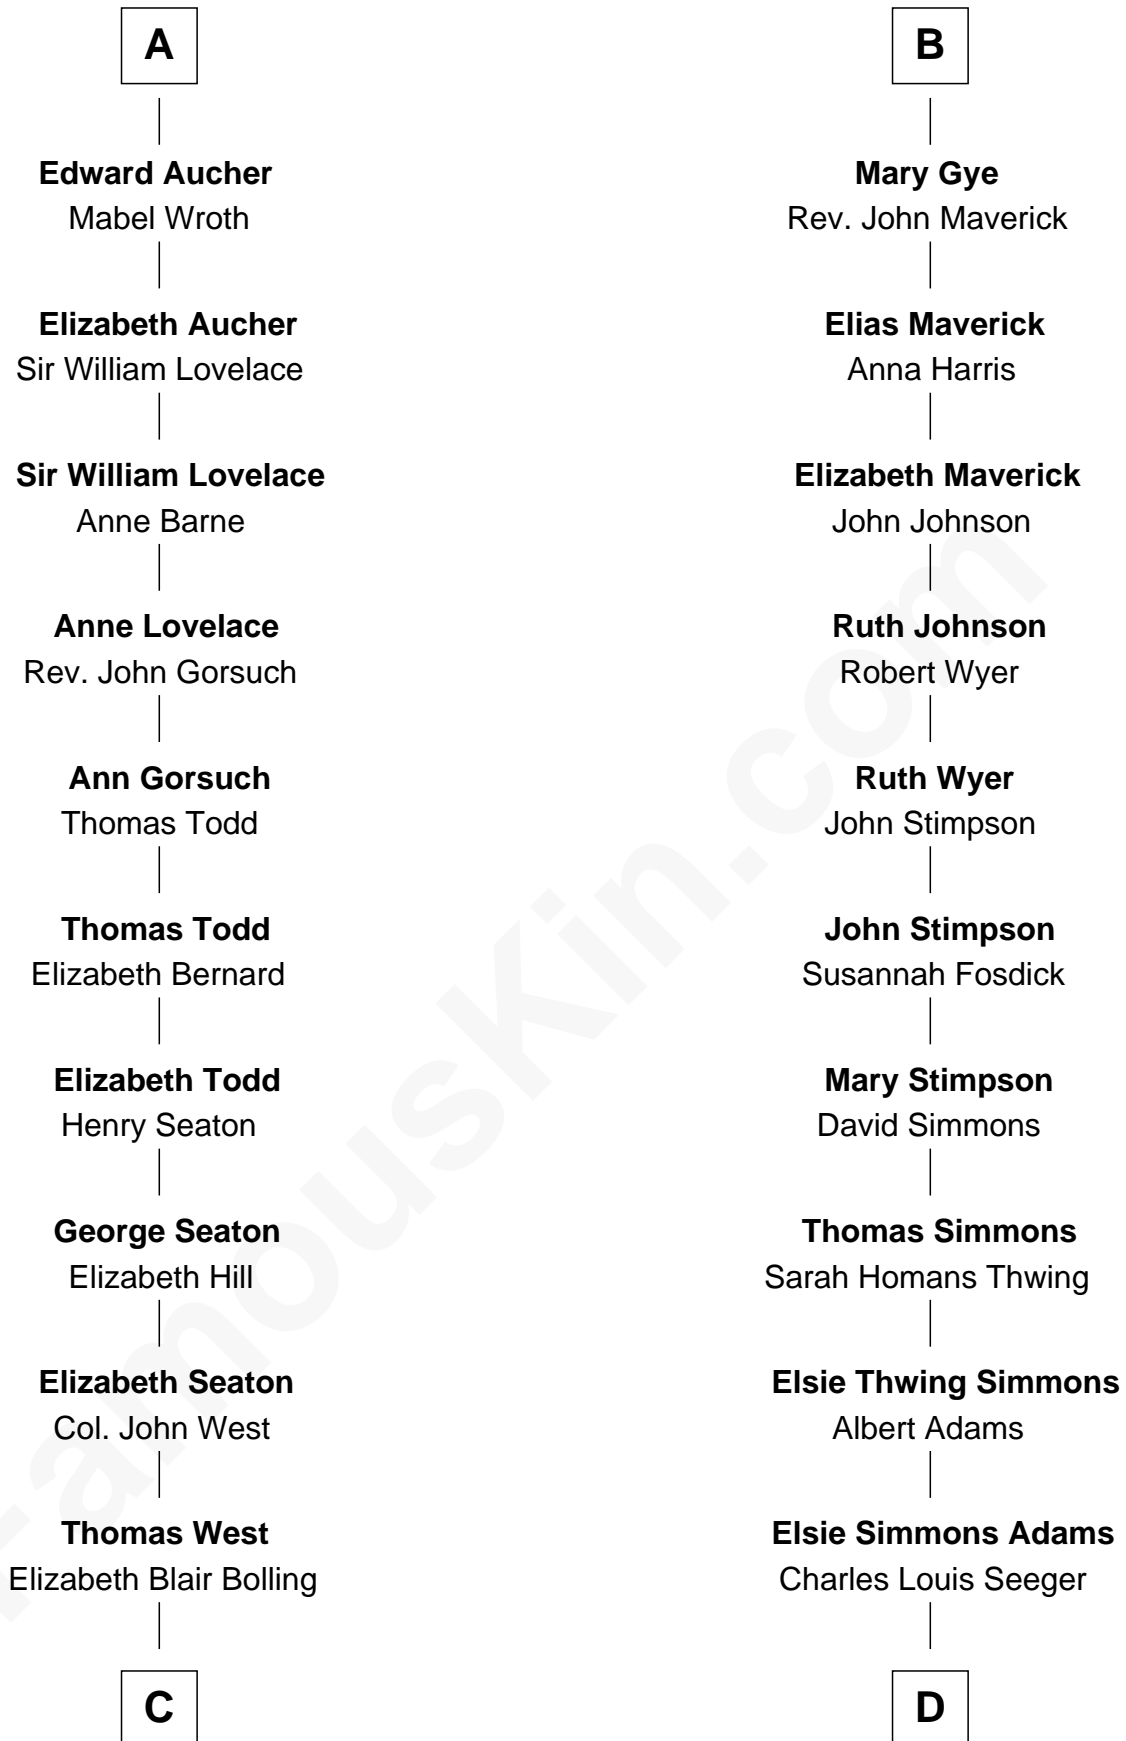 A
Edward Aucher
Mabel Wroth
Elizabeth Aucher
Sir William Lovelace
Sir William Lovelace
Anne Barne
Anne Lovelace
Rev. John Gorsuch
Ann Gorsuch
Thomas Todd
Thomas Todd
Elizabeth Bernard
Elizabeth Todd
Henry Seaton
George Seaton
Elizabeth Hill
Elizabeth Seaton
Col. John West
Thomas West
Elizabeth Blair Bolling
C
B
Mary Gye
Rev. John Maverick
Elias Maverick
Anna Harris
Elizabeth Maverick
John Johnson
Ruth Johnson
Robert Wyer
Ruth Wyer
John Stimpson
John Stimpson
Susannah Fosdick
Mary Stimpson
David Simmons
Thomas Simmons
Sarah Homans Thwing
Elsie Thwing Simmons
Albert Adams
Elsie Simmons Adams
Charles Louis Seeger
D
FamousKin.com